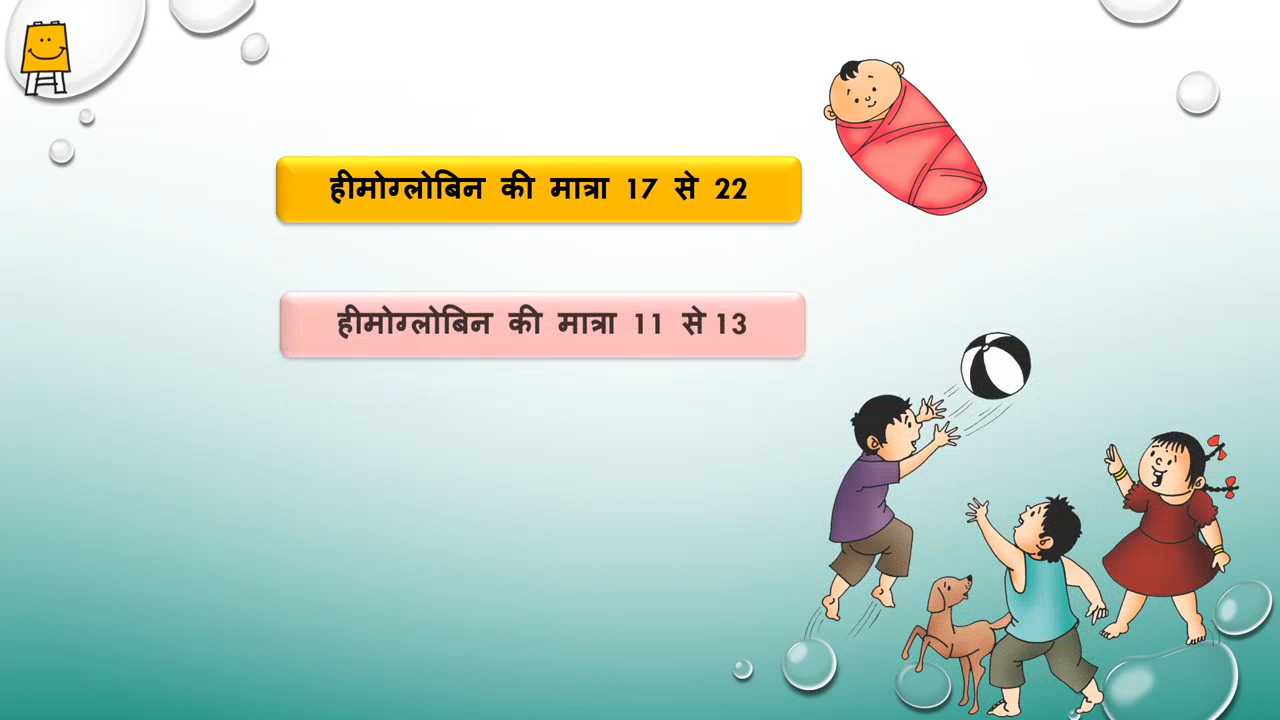 हीमोग्लोबिन की मात्रा 17 से 22
हीमोग्लोबिन की मात्रा 11 से 13